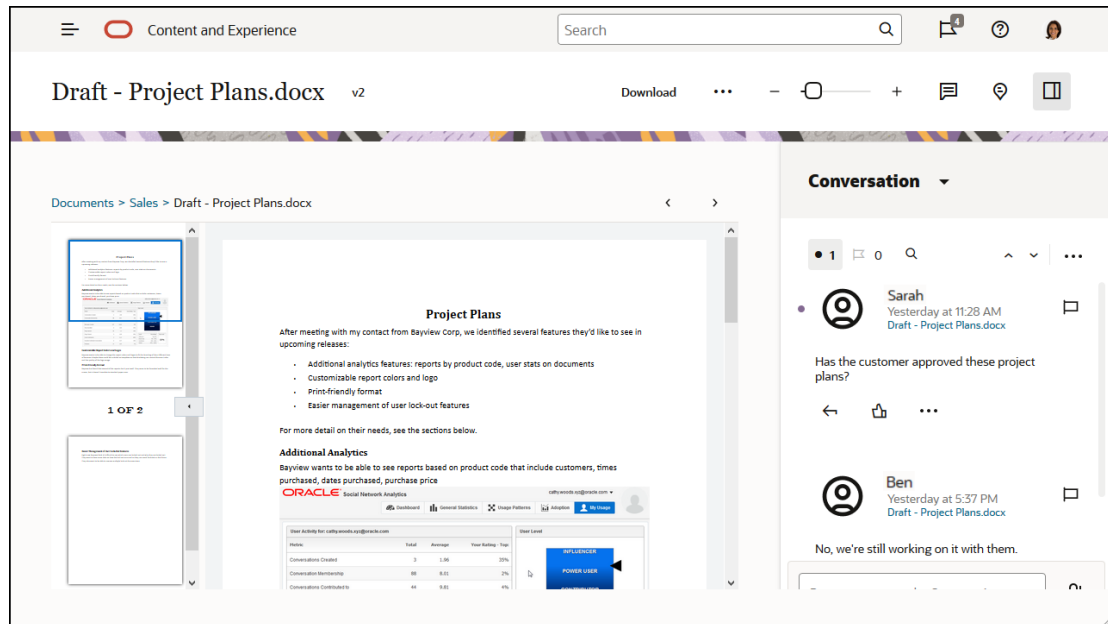 Content and Experience
Search
4
Draft - Project Plans.docx v2
Download
Documents > Sales > Draft - Project Plans.docx
1 OF 2
Project Plans
After meeting with my contact from Bayview Corp, we identified several features they'd like to see in
upcoming releases:
Additional analytics features: reports by product code, user stats on documents
Customizable report colors and logo
Print-friendly format
Easier management of user lock-out features
For more detail on their needs, see the sections below.
Additional Analytics
Bayview wants to be able to see reports based on product code that include customers, times
purchased, dates purchased, purchase price
ORACLE Social Network Analytics
Dashboard General Statistics Usage Patterns Adoption My Usage
User Activity for: cathy.woods.xyz@oracle.com User Level
Metric Total Average Your Rating - Top:
Conversations Created 3 1.86 35%
Conversation Membership 86 9.01 2%
Conversations Contributed to 44 9.81 4%
INFLUENCER
POWER USER
Conversation
1 0
Sarah
Yesterday at 11:28 AM
Draft - Project Plans.docx
Has the customer approved these project
plans?
Ben
Yesterday at 5:37 PM
Draft - Project Plans.docx
No, we're still working on it with them.